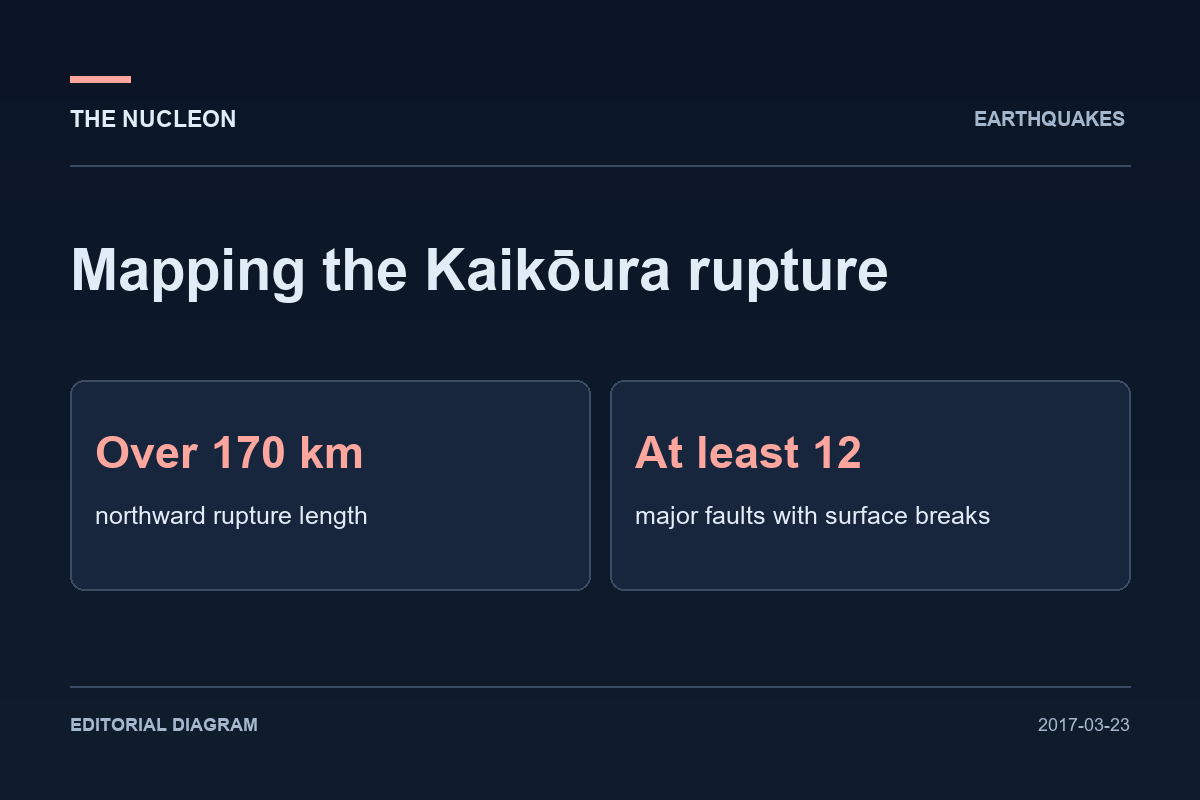 THE NUCLEON
EARTHQUAKES
Mapping the Kaikōura rupture
Over 170 km
northward rupture length
At least 12
major faults with surface breaks
EDITORIAL DIAGRAM
2017-03-23